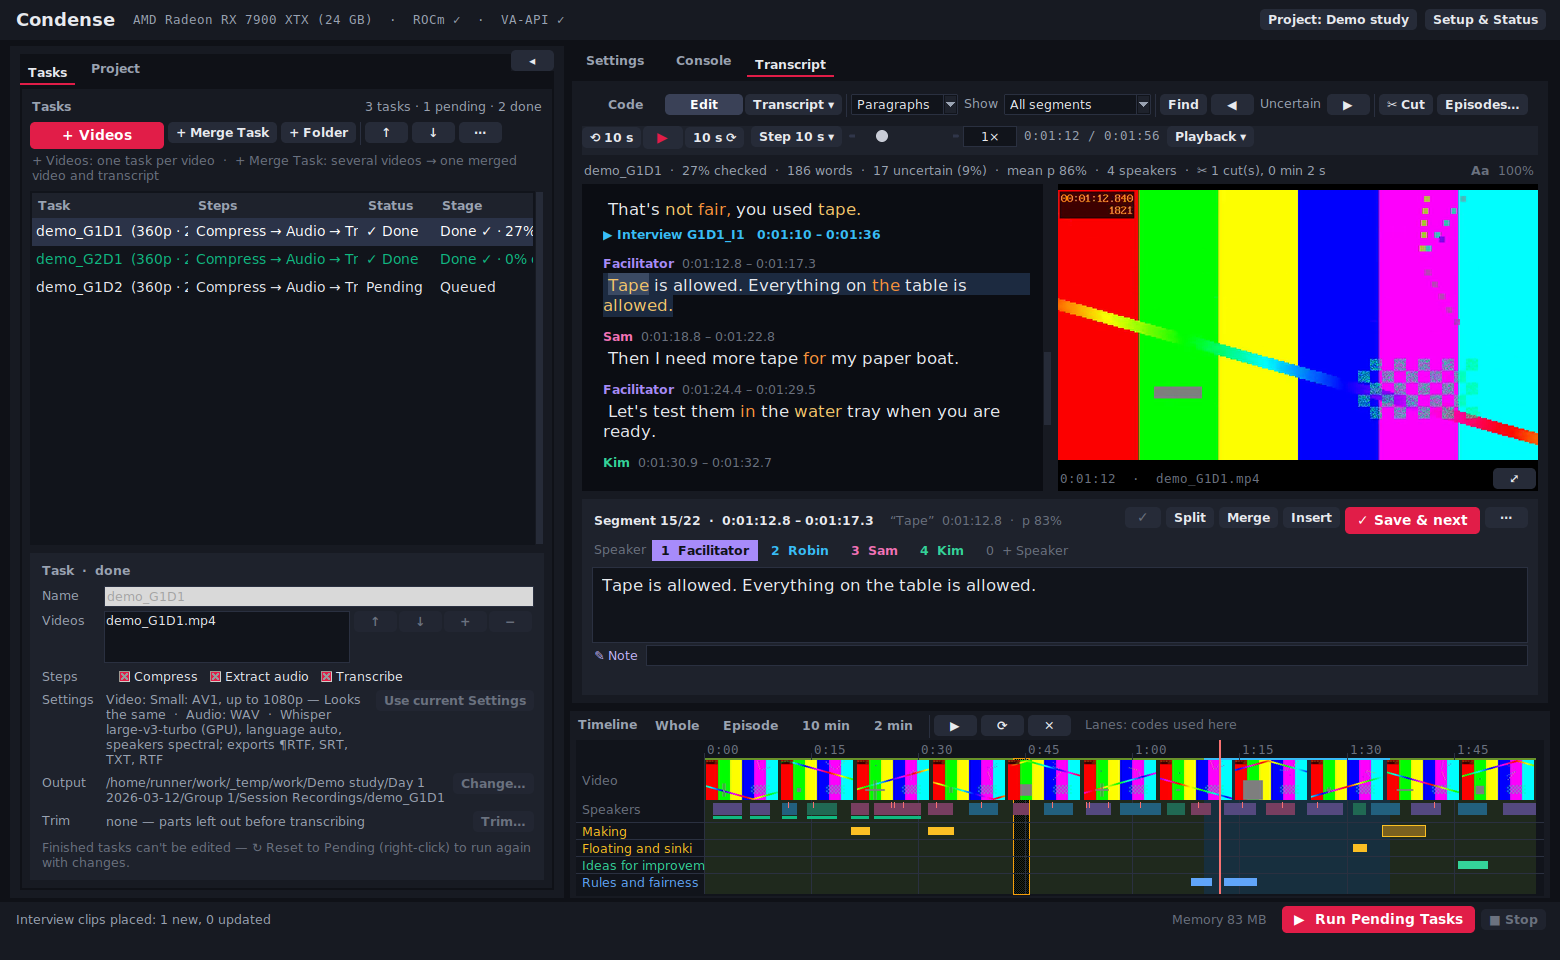 Condense AMD Radeon RX 7900 XTX (24 GB) · ROCm ✓ · VA-API ✓ Project: Demo study Setup & Status
Tasks Project ◂
Tasks 3 tasks · 1 pending · 2 done
+ Videos + Merge Task + Folder ↑ ↓ ⋯
+ Videos: one task per video · + Merge Task: several videos → one merged
video and transcript
Task Steps Status Stage
demo_G1D1 (360p · 2 Compress → Audio → Tr ✓ Done Done ✓ · 27%
demo_G2D1 (360p · 2 Compress → Audio → Tr ✓ Done Done ✓ · 0%
demo_G1D2 (360p · 2 Compress → Audio → Tr Pending Queued
Task · done
Name demo_G1D1
Videos demo_G1D1.mp4 ↑ ↓ + −
Steps Compress Extract audio Transcribe
Settings Video: Small: AV1, up to 1080p — Looks
the same · Audio: WAV · Whisper
large-v3-turbo (GPU), language auto,
speakers spectral; exports ¶RTF, SRT,
TXT, RTF
Use current Settings
Output /home/runner/work/_temp/work/Demo study/Day 1
2026-03-12/Group 1/Session Recordings/demo_G1D1
Change…
Trim none — parts left out before transcribing Trim…
Finished tasks can't be edited — ↻ Reset to Pending (right-click) to run again
with changes.
Settings Console Transcript
Code Edit Transcript ▾ Paragraphs Show All segments Find ◀ Uncertain ▶ ✂ Cut Episodes…
⟲ 10 s ▶ 10 s ⟳ Step 10 s ▾ 1× 0:01:12 / 0:01:56 Playback ▾
demo_G1D1 · 27% checked · 186 words · 17 uncertain (9%) · mean p 86% · 4 speakers · ✂ 1 cut(s), 0 min 2 s Aa 100%
That's not fair, you used tape.
▶ Interview G1D1_I1 0:01:10 – 0:01:36
Facilitator 0:01:12.8 – 0:01:17.3
Tape is allowed. Everything on the table is
allowed.
Sam 0:01:18.8 – 0:01:22.8
Then I need more tape for my paper boat.
Facilitator 0:01:24.4 – 0:01:29.5
Let's test them in the water tray when you are
ready.
Kim 0:01:30.9 – 0:01:32.7
00:01:12.840
1821
0:01:12 · demo_G1D1.mp4 ⤢
Segment 15/22 · 0:01:12.8 – 0:01:17.3 “Tape” 0:01:12.8 · p 83% ✓ Split Merge Insert ✓ Save & next ⋯
Speaker 1 Facilitator 2 Robin 3 Sam 4 Kim 0 + Speaker
Tape is allowed. Everything on the table is allowed.
✎ Note
Timeline Whole Episode 10 min 2 min ▶ ⟳ ✕ Lanes: codes used here
0:00 0:15 0:30 0:45 1:00 1:15 1:30 1:45
Video
Speakers
Making
Floating and sinki
Ideas for improvem
Rules and fairness
Interview clips placed: 1 new, 0 updated Memory 83 MB ▶ Run Pending Tasks ■ Stop